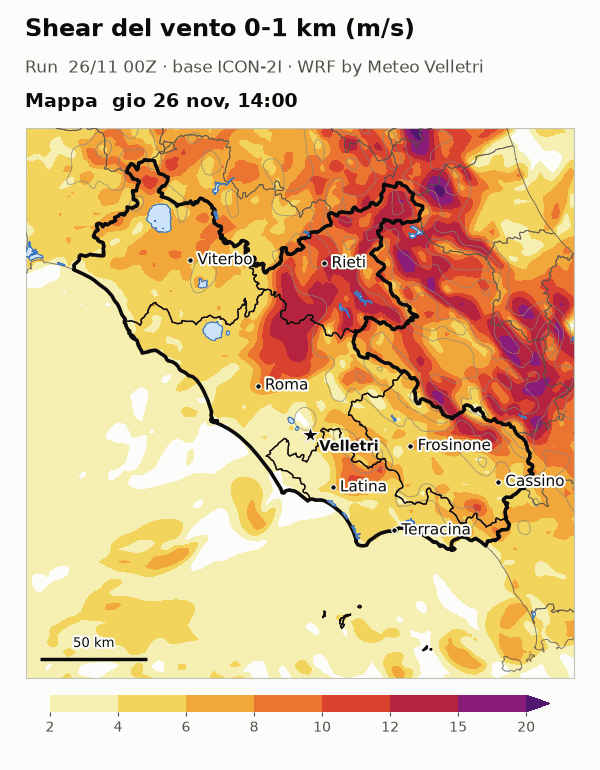 Shear del vento 0-1 km (m/s)
Run  26/11 00Z · base ICON-2I · WRF by Meteo Velletri
Mappa  gio 26 nov, 14:00
Viterbo
Rieti
Roma
Velletri
Frosinone
Latina
Cassino
Terracina
50 km
2 4 6 8 10 12 15 20